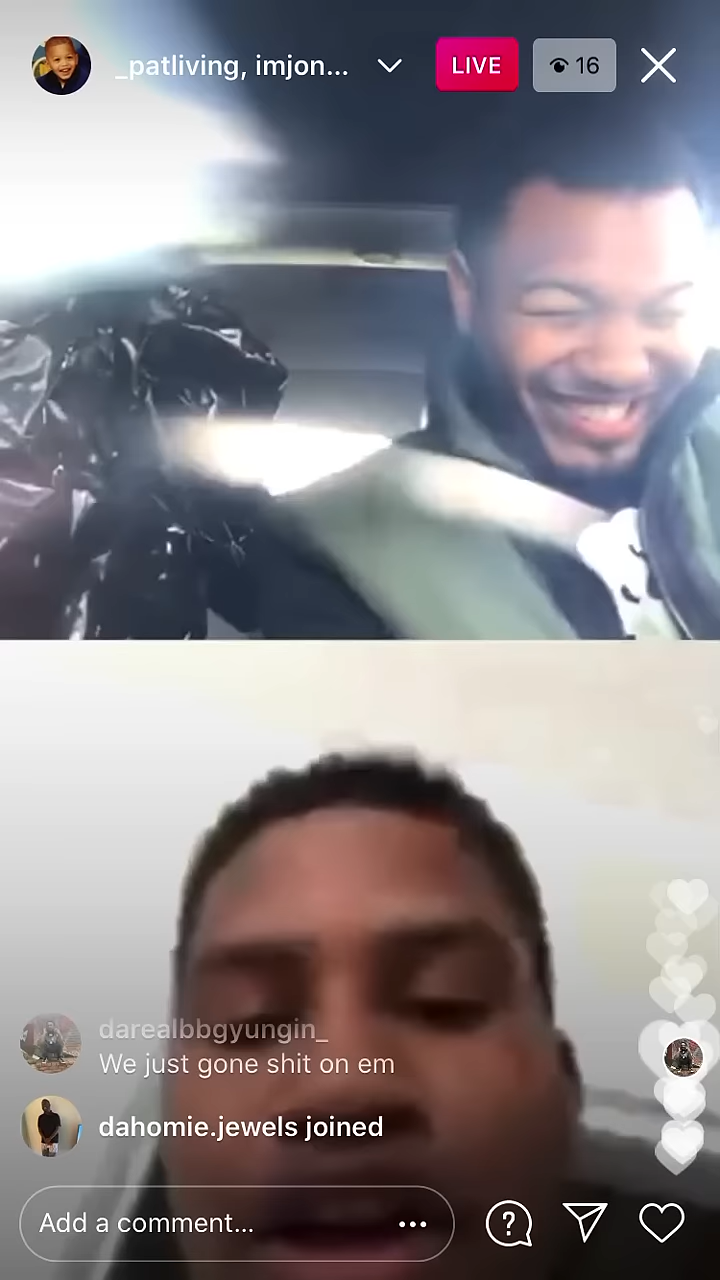 _patliving, imjon...
LIVE
16
darealbbgyungin_
We just gone shit on em
dahomie.jewels joined
Add a comment...